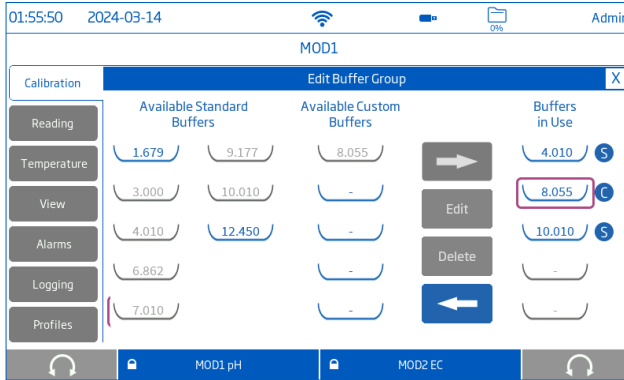 01:55:50 2024-03-14 0% Admin
MOD1
Calibration Edit Buffer Group X
Available Standard Buffers Available Custom Buffers Buffers in Use
Reading
1.679 9.177 8.055 4.010 S
Temperature
3.000 10.010 - Edit 8.055 C
View
4.010 12.450 - 10.010 S
Alarms
6.862 - Delete -
Logging
7.010 - -
Profiles
MOD1 pH MOD2 EC